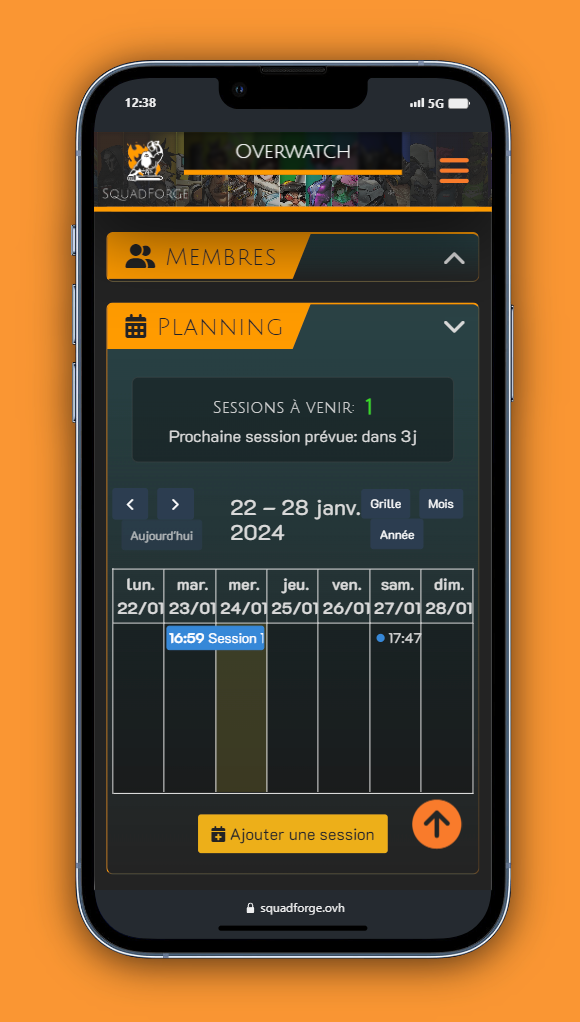 12:38
5G
Overwatch
SquadForge
Membres
Planning
Sessions à venir: 1
Prochaine session prévue: dans 3j
Aujourd'hui
22 – 28 janv.
2024
Grille
Mois
Année
lun. mar. mer. jeu. ven. sam. dim.
22/01 23/01 24/01 25/01 26/01 27/01 28/01
16:59 Session 1
17:47
Ajouter une session
squadforge.ovh